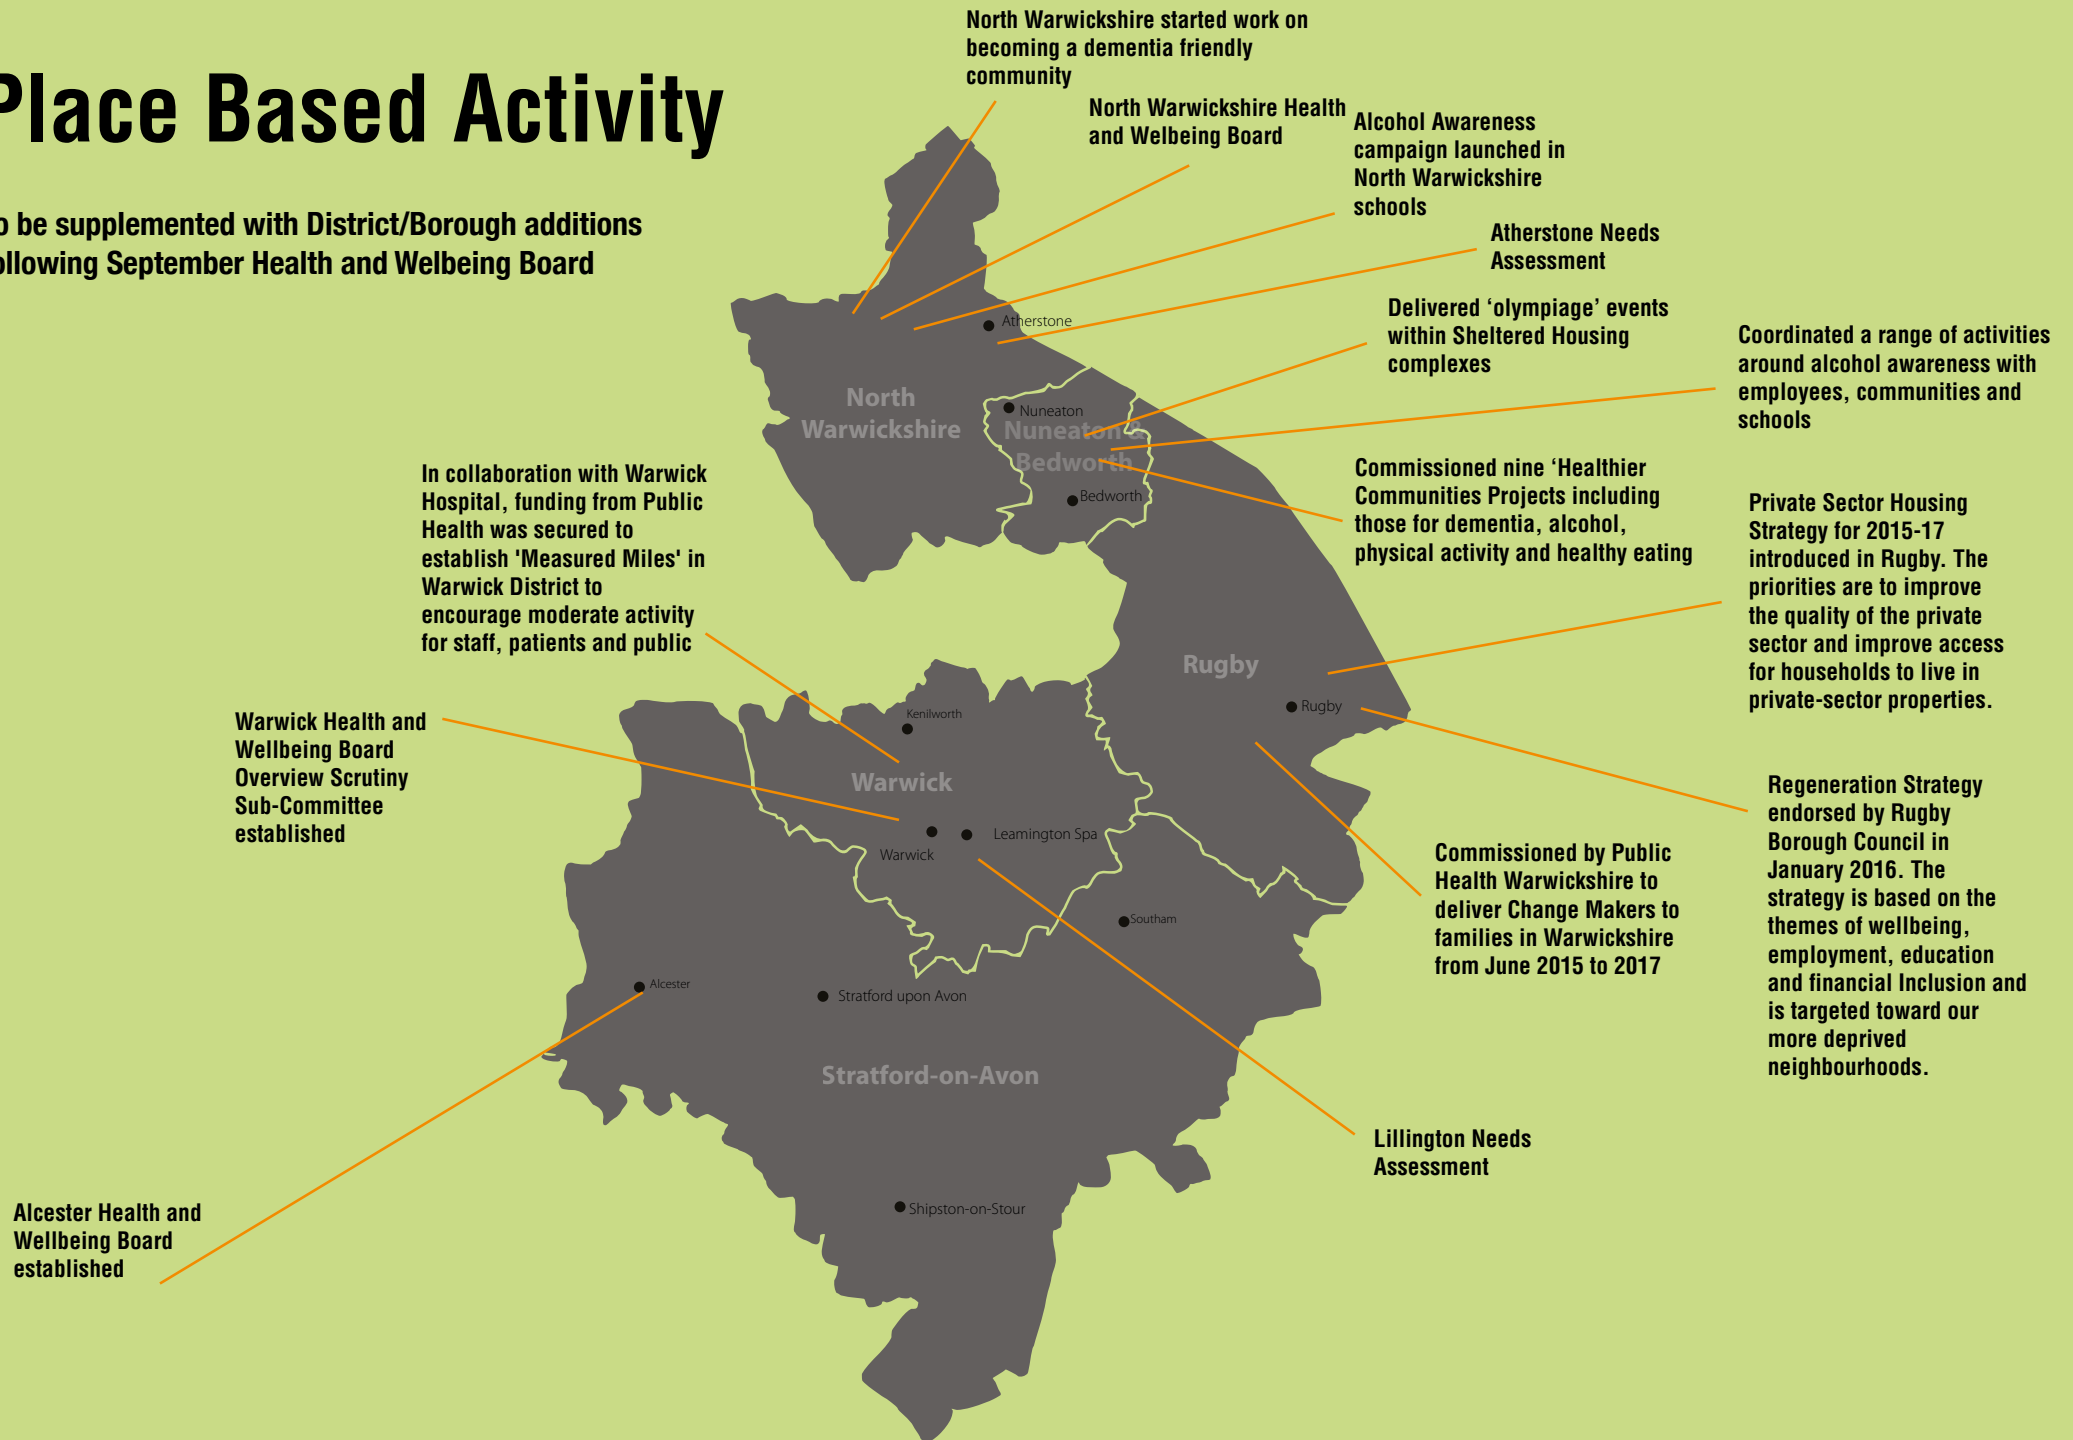 Place Based Activity
o be supplemented with District/Borough additions
ollowing September Health and Welbeing Board
North Warwickshire started work on
becoming a dementia friendly
community
North Warwickshire Health
and Welbeing Board
Alcohol Awareness
campaign launched in
North Warwickshire
schools
Atherstone Needs
Assessment
Delivered ‘olympiage’ events
within Sheltered Housing
complexes
Coordinated a range of activities
around alcohol awareness with
employees, communities and
schools
Commissioned nine ‘Healthier
Communities Projects including
those for dementia, alcohol,
physical activity and healthy eating
Private Sector Housing
Strategy for 2015-17
introduced in Rugby. The
priorities are to improve
the quality of the private
sector and improve access
for households to live in
private-sector properties.
Regeneration Strategy
endorsed by Rugby
Borough Council in
January 2016. The
strategy is based on the
themes of wellbeing,
employment, education
and financial Inclusion and
is targeted toward our
more deprived
neighbourhoods.
Commissioned by Public
Health Warwickshire to
deliver Change Makers to
families in Warwickshire
from June 2015 to 2017
Lillington Needs
Assessment
In collaboration with Warwick
Hospital, funding from Public
Health was secured to
establish 'Measured Miles' in
Warwick District to
encourage moderate activity
for staff, patients and public
Warwick Health and
Wellbeing Board
Overview Scrutiny
Sub-Committee
established
Alcester Health and
Wellbeing Board
established
Atherstone
North
Warwickshire
Nuneaton
Nuneaton &
Bedworth
Bedworth
Rugby
Rugby
Kenilworth
Warwick
Leamington Spa
Warwick
Southam
Alcester
Stratford upon Avon
Stratford-on-Avon
Shipston-on-Stour